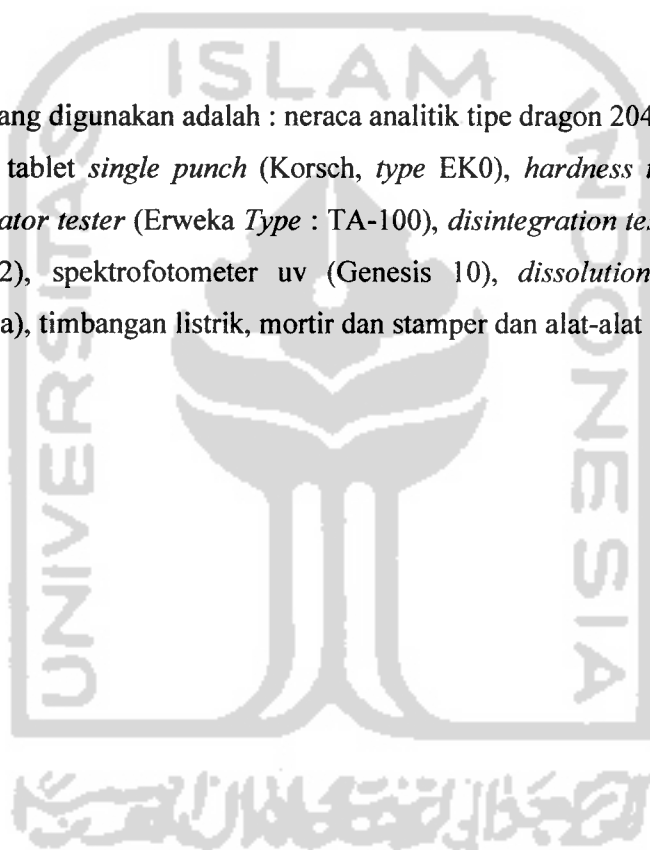 ISLAM
UNIVERSITAS
INDONESIA
ang digunakan adalah : neraca analitik tipe dragon 204
tablet single punch (Korsch, type EK0), hardness t
ator tester (Erweka Type : TA-100), disintegration tes
2), spektrofotometer uv (Genesis 10), dissolution
a), timbangan listrik, mortir dan stamper dan alat-alat